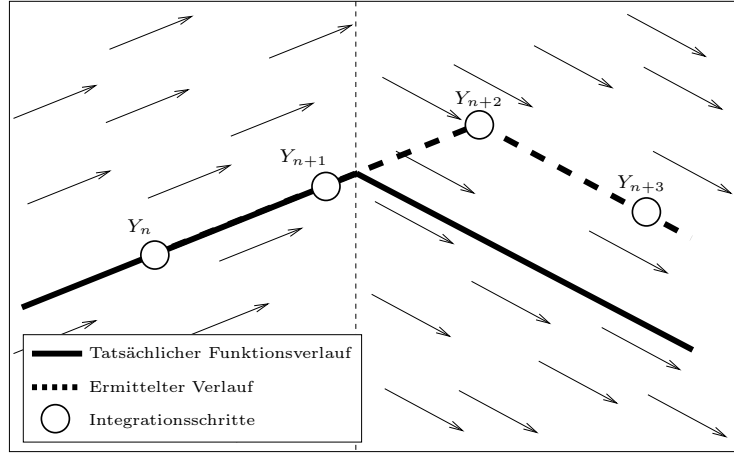 Y_{n+2}
Y_{n+1}
Y_{n+3}
Y_n
Tatsächlicher Funktionsverlauf
Ermittelter Verlauf
Integrationsschritte